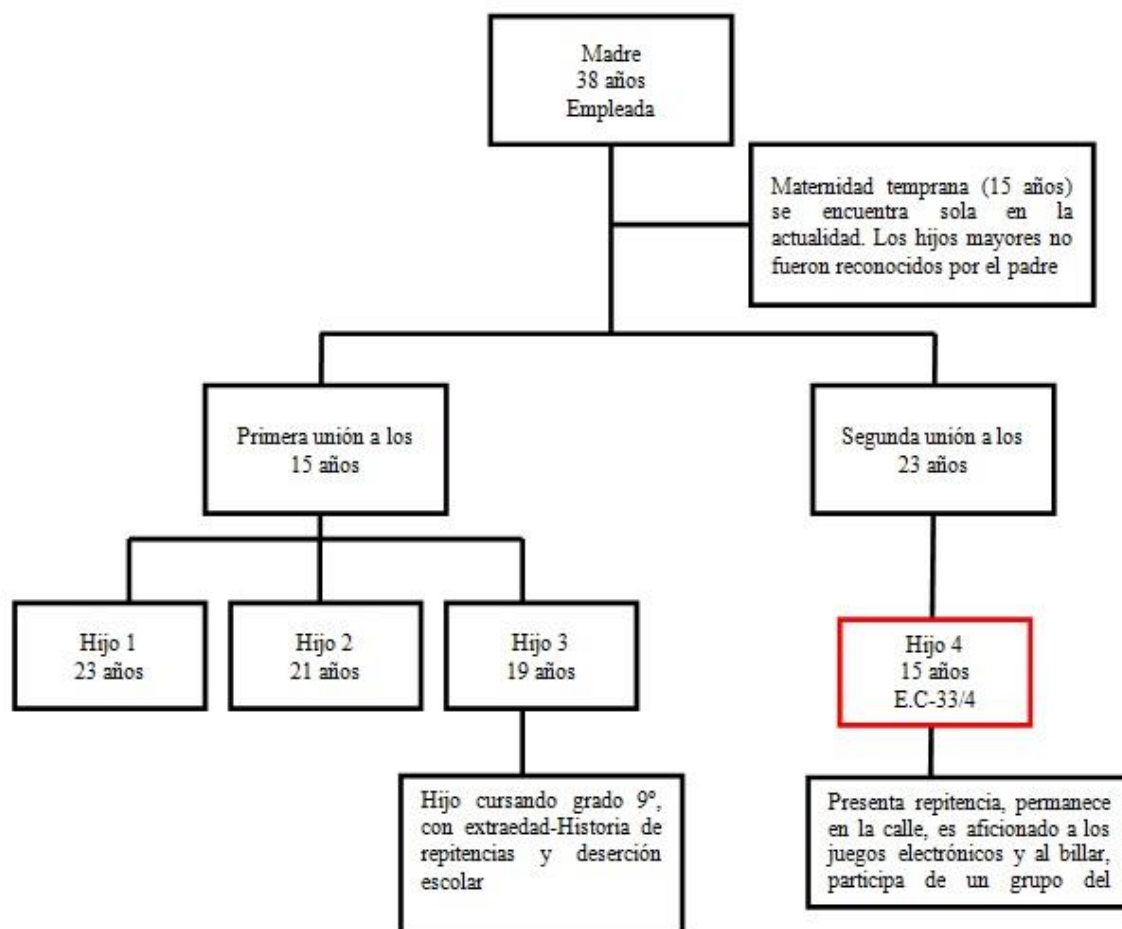 Madre
38 años
Empleada
Maternidad temprana (15 años)
se encuentra sola en la
actualidad. Los hijos mayores no
fueron reconocidos por el padre
Primera unión a los
15 años
Segunda unión a los
23 años
Hijo 1
23 años
Hijo 2
21 años
Hijo 3
19 años
Hijo 4
15 años
E.C-33/4
Hijo cursando grado 9º,
con extraedad-Historia de
repitencias y deserción
escolar
Presenta repitencia, permanece
en la calle, es aficionado a los
juegos electrónicos y al billar,
participa de un grupo del